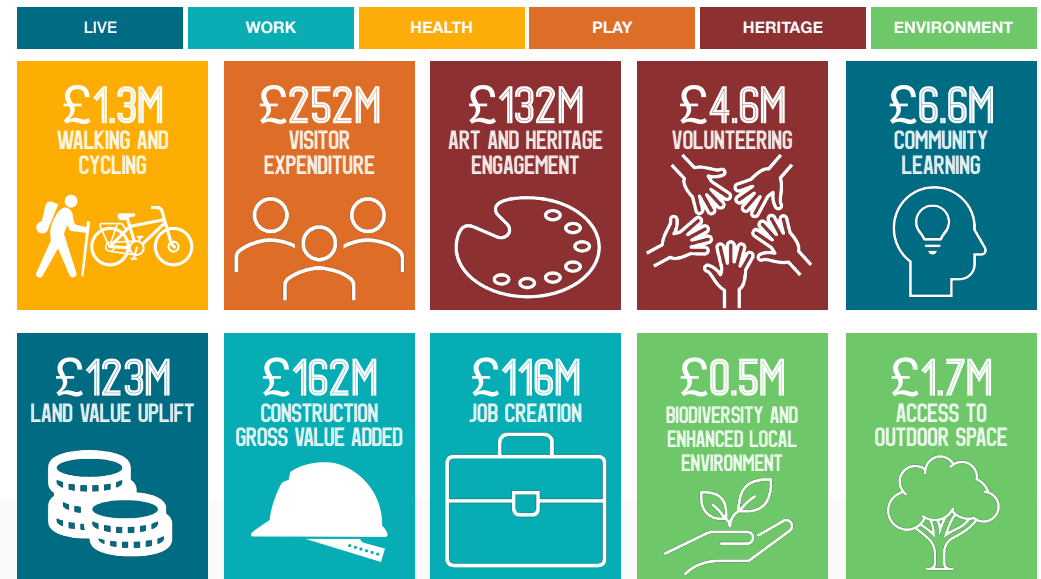 LIVE
WORK
HEALTH
PLAY
HERITAGE
ENVIRONMENT
£1.3M
WALKING AND
CYCLING
£252M
VISITOR
EXPENDITURE
£132M
ART AND HERITAGE
ENGAGEMENT
£4.6M
VOLUNTEERING
£6.6M
COMMUNITY
LEARNING
£123M
LAND VALUE UPLIFT
£162M
CONSTRUCTION
GROSS VALUE ADDED
£116M
JOB CREATION
£0.5M
BIODIVERSITY AND
ENHANCED LOCAL
ENVIRONMENT
£1.7M
ACCESS TO
OUTDOOR SPACE